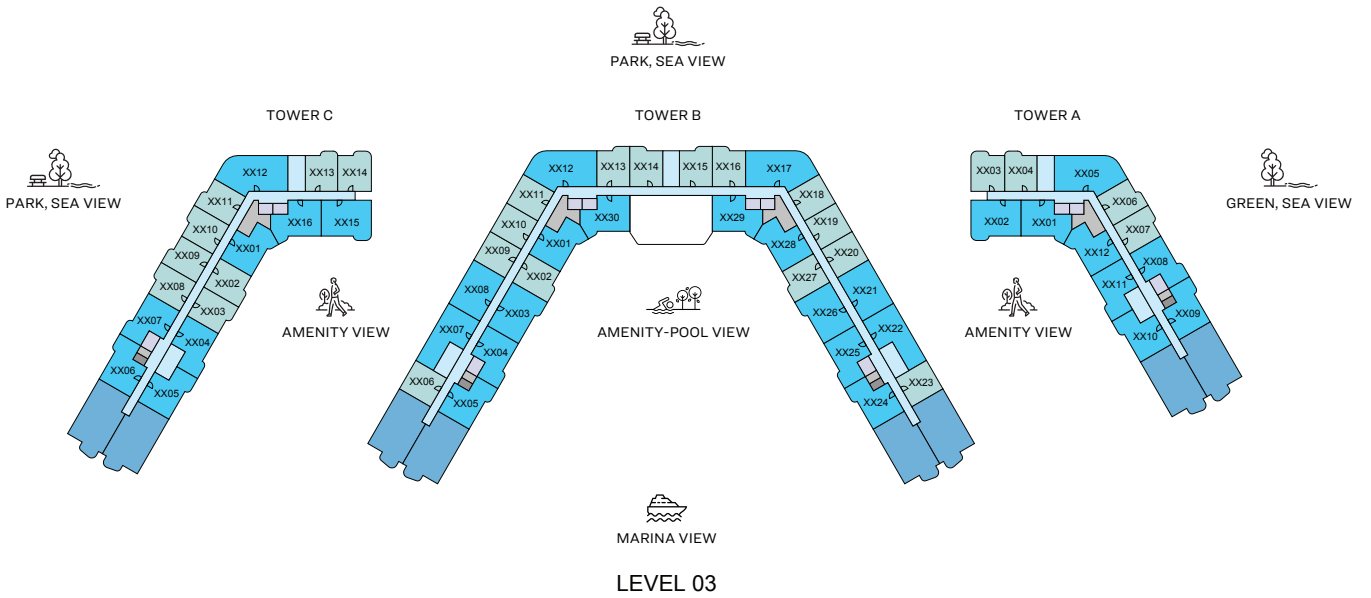 PARK, SEA VIEW
TOWER C
TOWER B
TOWER A
PARK, SEA VIEW
GREEN, SEA VIEW
XX12
XX13
XX14
XX11
XX10
XX09
XX08
XX07
XX06
XX16
XX15
XX01
XX02
XX03
XX04
XX05
AMENITY VIEW
XX12
XX13
XX14
XX15
XX16
XX17
XX11
XX10
XX09
XX08
XX07
XX06
XX30
XX01
XX02
XX03
XX04
XX05
XX29
XX28
XX27
XX26
XX25
XX24
XX18
XX19
XX20
XX21
XX22
XX23
AMENITY-POOL VIEW
XX03
XX04
XX05
XX02
XX01
XX06
XX07
XX08
XX09
XX12
XX11
XX10
AMENITY VIEW
MARINA VIEW
LEVEL 03